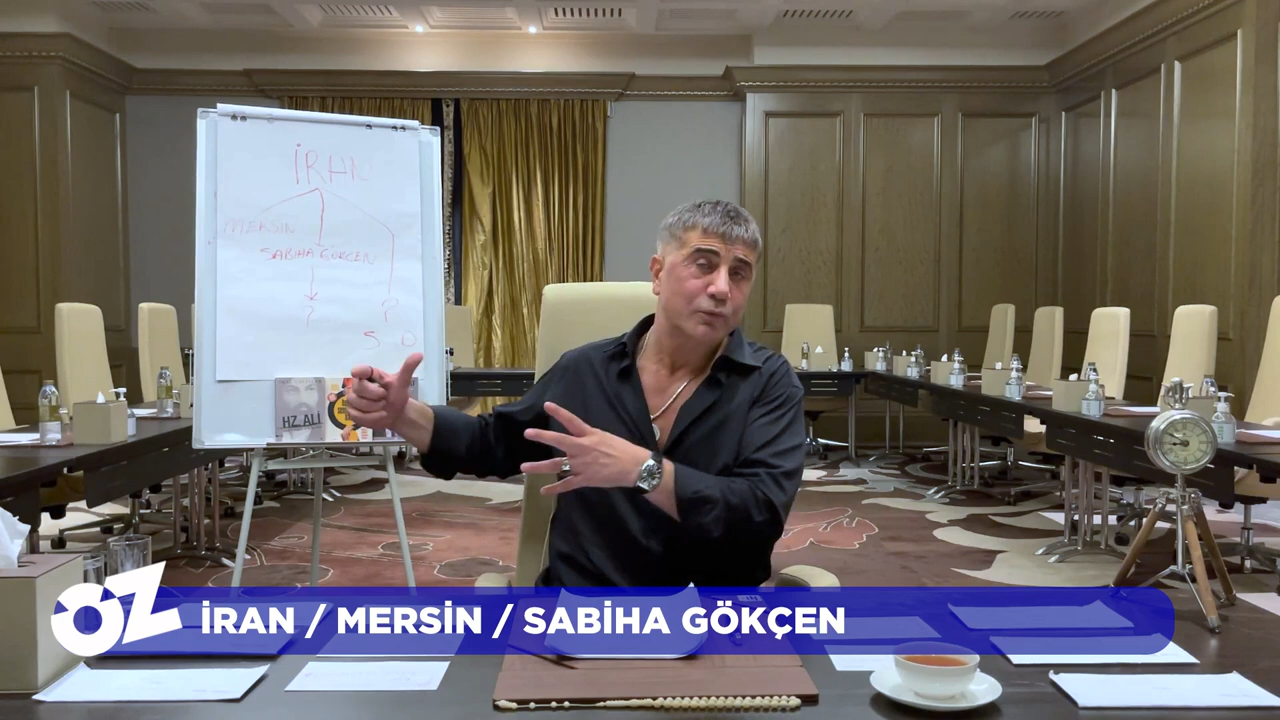 İRAN
MERSİN
SABİHA GÖKÇEN
?
?
S O
HZ. ALİ
ÖZ
İRAN / MERSİN / SABİHA GÖKÇEN